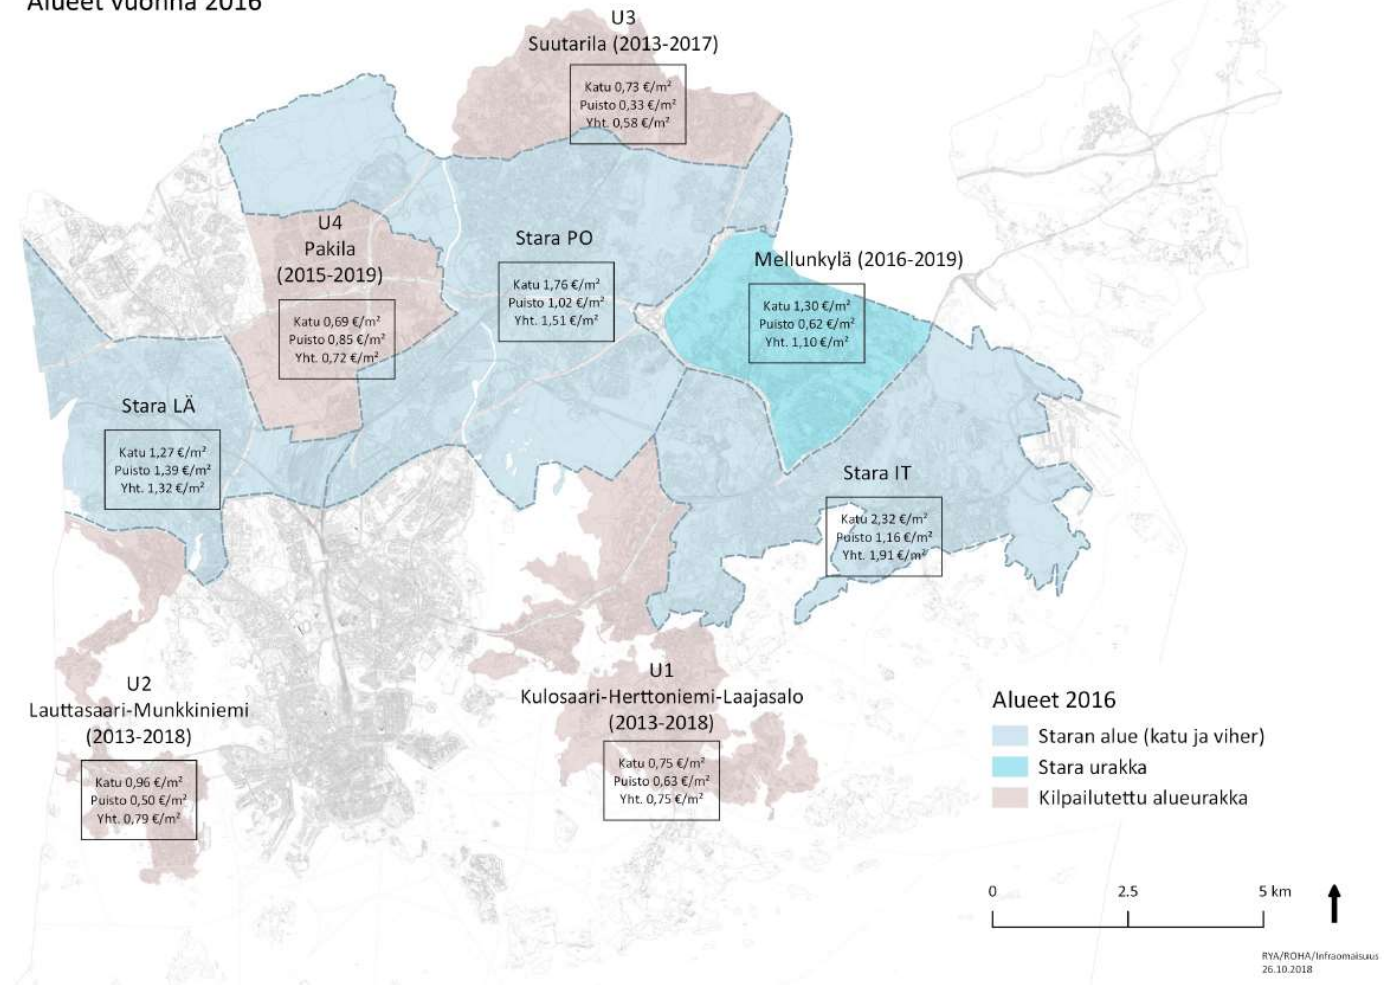 Alueet vuonna 2016
U3
Suutarila (2013-2017)
Katu 0,73 €/m²
Puisto 0,33 €/m²
Yht. 0,58 €/m²
U4
Pakila
(2015-2019)
Katu 0,69 €/m²
Puisto 0,85 €/m²
Yht. 0,72 €/m²
Stara PO
Katu 1,76 €/m²
Puisto 1,02 €/m²
Yht. 1,51 €/m²
Mellunkylä (2016-2019)
Katu 1,30 €/m²
Puisto 0,62 €/m²
Yht. 1,10 €/m²
Stara LÄ
Katu 1,27 €/m²
Puisto 1,39 €/m²
Yht. 1,32 €/m²
Stara IT
Katu 2,32 €/m²
Puisto 1,16 €/m²
Yht. 1,91 €/m²
U2
Lauttasaari-Munkkiniemi
(2013-2018)
Katu 0,96 €/m²
Puisto 0,50 €/m²
Yht. 0,79 €/m²
U1
Kulosaari-Herttoniemi-Laajasalo
(2013-2018)
Katu 0,75 €/m²
Puisto 0,63 €/m²
Yht. 0,75 €/m²
Alueet 2016
Staran alue (katu ja viher)
Stara urakka
Kilpailutettu alueurakka
0 2.5 5 km
RYA/ROHA/Infraomaisuus
26.10.2018